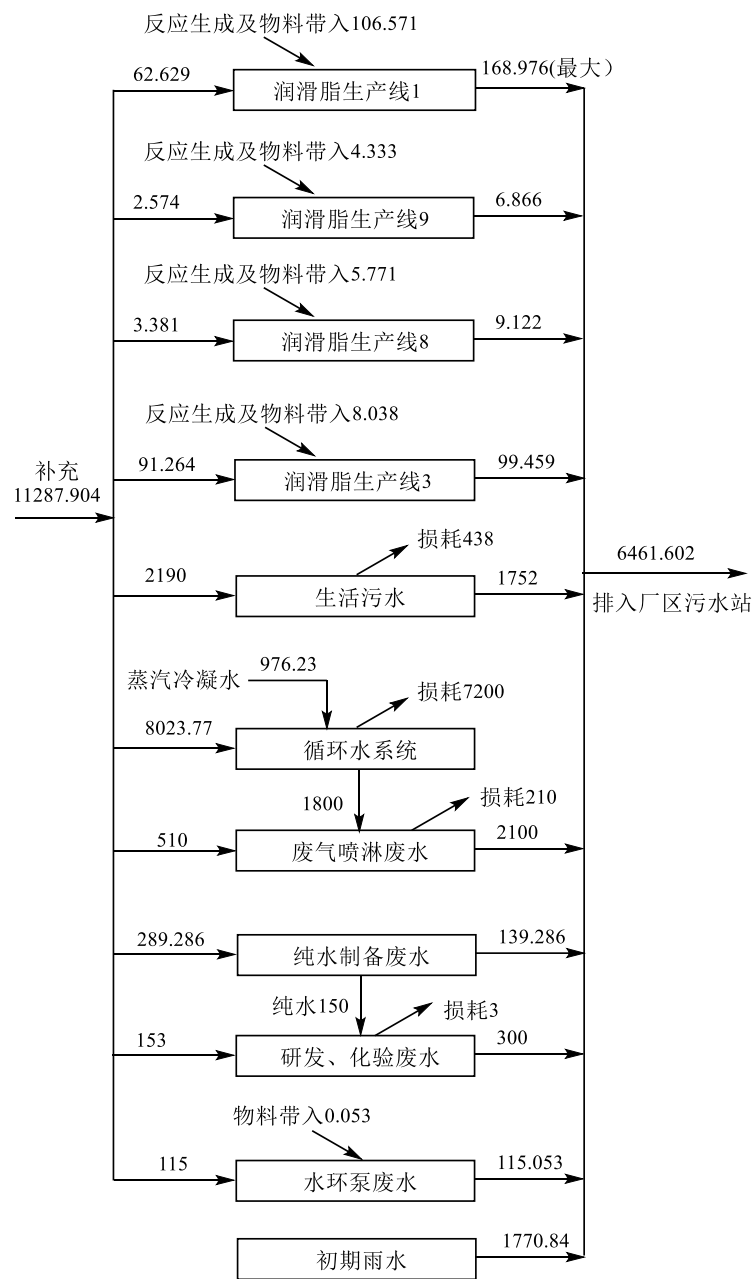 反应生成及物料带入106.571
62.629
润滑脂生产线1
168.976(最大）
反应生成及物料带入4.333
2.574
润滑脂生产线9
6.866
反应生成及物料带入5.771
3.381
润滑脂生产线8
9.122
反应生成及物料带入8.038
91.264
润滑脂生产线3
99.459
补充
11287.904
损耗438
2190
生活污水
1752
6461.602
排入厂区污水站
976.23
蒸汽冷凝水
损耗7200
8023.77
循环水系统
1800
损耗210
510
废气喷淋废水
2100
289.286
纯水制备废水
139.286
纯水150
损耗3
153
研发、化验废水
300
物料带入0.053
115
水环泵废水
115.053
初期雨水
1770.84